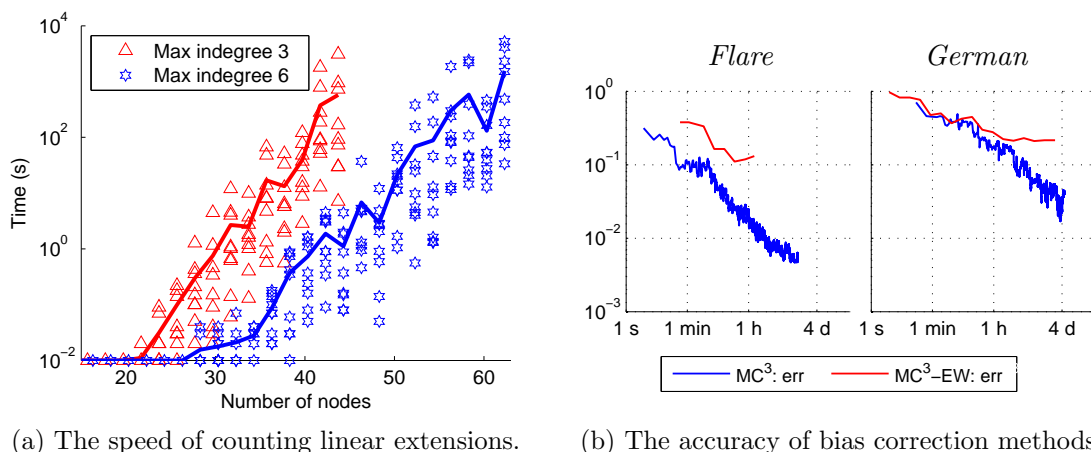 10^4
10^2
10^0
10^-2
Time (s)
Max indegree 3
Max indegree 6
20 30 40 50 60
Number of nodes
(a) The speed of counting linear extensions.
Flare German
10^0
10^-1
10^-2
10^-3
1 s 1 min 1 h 4 d 1 s 1 min 1 h 4 d
MC^3: err MC^3-EW: err
(b) The accuracy of bias correction methods